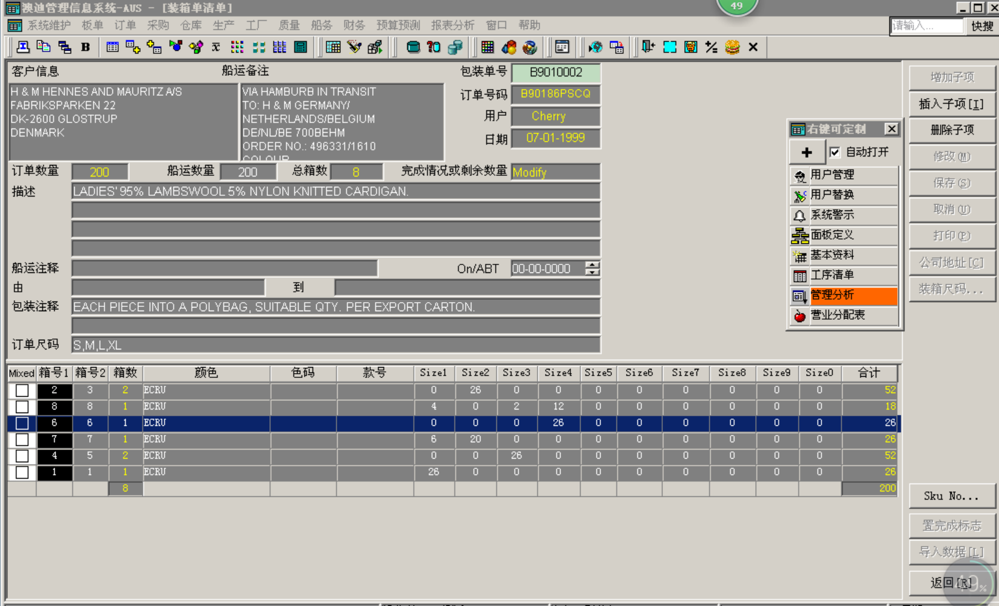 澳迪管理信息系统-AUS - [装箱单清单]
49
系统维护 板单 订单 采购 仓库 生产 工厂 质量 船务 财务 预算预测 报表分析 窗口 帮助
请输入... 快搜
客户信息 船运备注 包装单号 B9010002
H & M HENNES AND MAURITZ A/S
FABRIKSPARKEN 22
DK-2600 GLOSTRUP
DENMARK
VIA HAMBURB IN TRANSIT
TO: H & M GERMANY/
NETHERLANDS/BELGIUM
DE/NL/BE 700BEHM
ORDER NO.: 496331/1610
COLOUR
订单号码 B90186PSCQ
用户 Cherry
日期 07-01-1999
订单数量 200 船运数量 200 总箱数 8 完成情况或剩余数量 Modify
描述 LADIES' 95% LAMBSWOOL 5% NYLON KNITTED CARDIGAN.
船运注释 On/ABT 00-00-0000
由 到
包装注释 EACH PIECE INTO A POLYBAG, SUITABLE QTY. PER EXPORT CARTON.
订单尺码 S,M,L,XL
Mixed 箱号1 箱号2 箱数 颜色 色码 款号 Size1 Size2 Size3 Size4 Size5 Size6 Size7 Size8 Size9 Size0 合计
2 3 2 ECRU 0 26 0 0 0 0 0 0 0 0 52
8 8 1 ECRU 4 0 2 12 0 0 0 0 0 0 18
6 6 1 ECRU 0 0 0 26 0 0 0 0 0 0 26
7 7 1 ECRU 6 20 0 0 0 0 0 0 0 0 26
4 5 2 ECRU 0 0 26 0 0 0 0 0 0 0 52
1 1 1 ECRU 26 0 0 0 0 0 0 0 0 0 26
8 200
右键可定制
自动打开
用户管理
用户替换
系统警示
面板定义
基本资料
工序清单
管理分析
营业分配表
增加子项
插入子项[I]
删除子项
修改(M)
保存(S)
取消(U)
打印(P)
公司地址[C]
装箱尺码...
Sku No...
置完成标志
导入数据[L]
返回[R]
49%